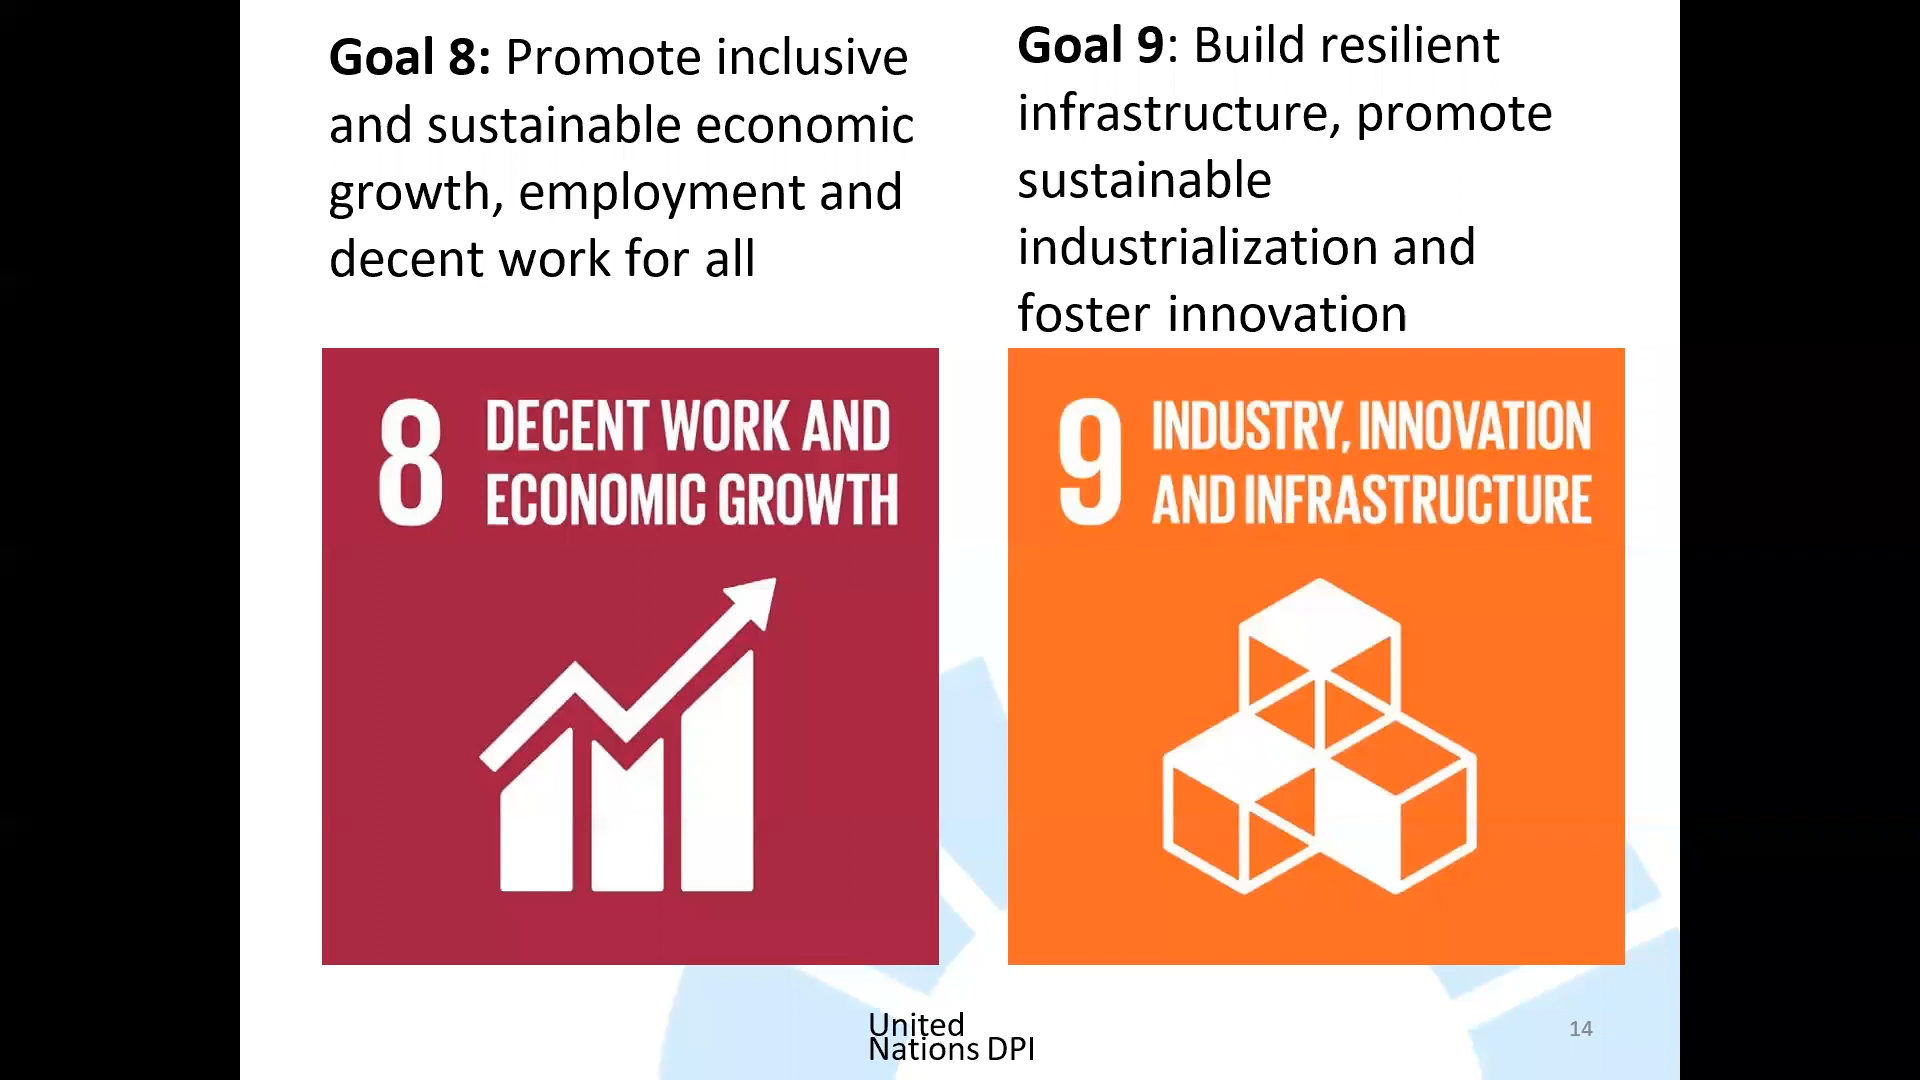 Goal 8: Promote inclusive
and sustainable economic
growth, employment and
decent work for all
Goal 9: Build resilient
infrastructure, promote
sustainable
industrialization and
foster innovation
8 DECENT WORK AND
ECONOMIC GROWTH
9 INDUSTRY, INNOVATION
AND INFRASTRUCTURE
United
Nations DPI
14